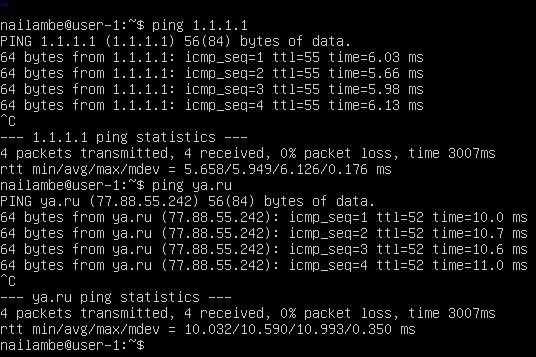 ~
nailambe@user-1:~$ ping 1.1.1.1
PING 1.1.1.1 (1.1.1.1) 56(84) bytes of data.
64 bytes from 1.1.1.1: icmp_seq=1 ttl=55 time=6.03 ms
64 bytes from 1.1.1.1: icmp_seq=2 ttl=55 time=5.66 ms
64 bytes from 1.1.1.1: icmp_seq=3 ttl=55 time=5.98 ms
64 bytes from 1.1.1.1: icmp_seq=4 ttl=55 time=6.13 ms
^C
--- 1.1.1.1 ping statistics ---
4 packets transmitted, 4 received, 0% packet loss, time 3007ms
rtt min/avg/max/mdev = 5.658/5.949/6.126/0.176 ms
nailambe@user-1:~$ ping ya.ru
PING ya.ru (77.88.55.242) 56(84) bytes of data.
64 bytes from ya.ru (77.88.55.242): icmp_seq=1 ttl=52 time=10.0 ms
64 bytes from ya.ru (77.88.55.242): icmp_seq=2 ttl=52 time=10.7 ms
64 bytes from ya.ru (77.88.55.242): icmp_seq=3 ttl=52 time=10.6 ms
64 bytes from ya.ru (77.88.55.242): icmp_seq=4 ttl=52 time=11.0 ms
^C
--- ya.ru ping statistics ---
4 packets transmitted, 4 received, 0% packet loss, time 3007ms
rtt min/avg/max/mdev = 10.032/10.590/10.993/0.350 ms
nailambe@user-1:~$